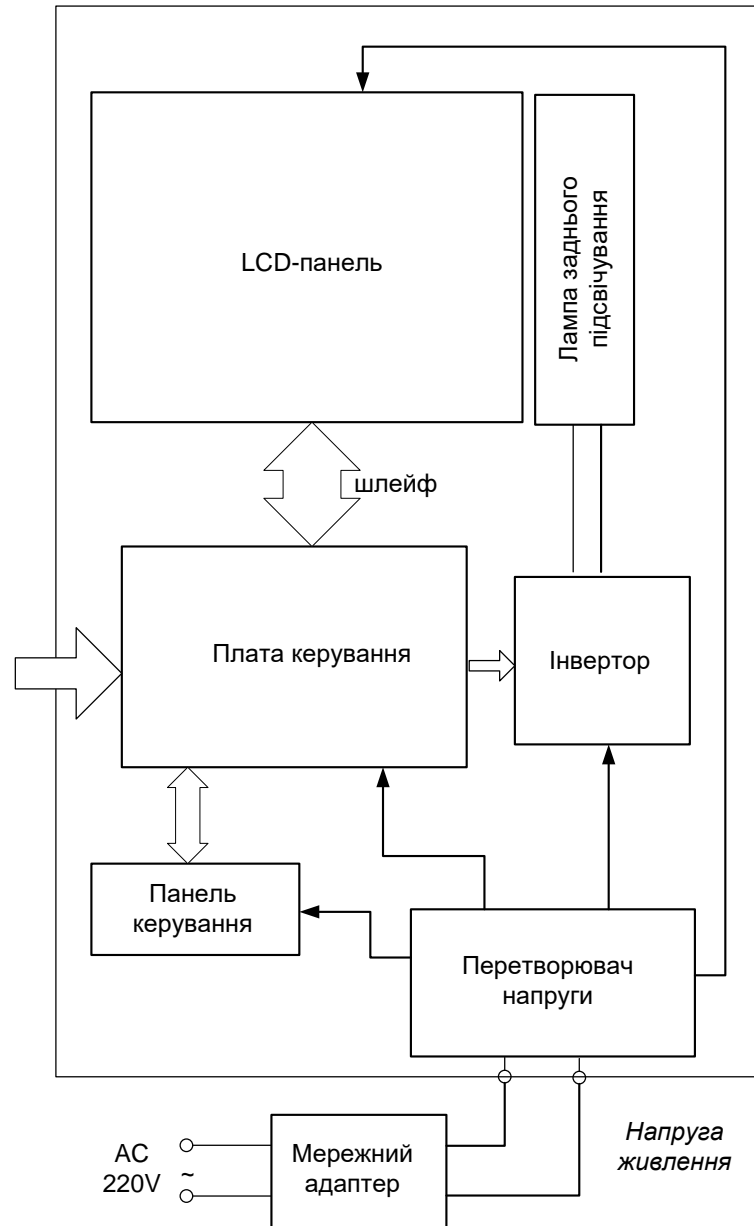 LCD-панель
Лампа заднього
підсвічування
шлейф
Плата керування
Інвертор
Панель
керування
Перетворювач
напруги
AC
220V
~
Мережний
адаптер
Напруга
живлення